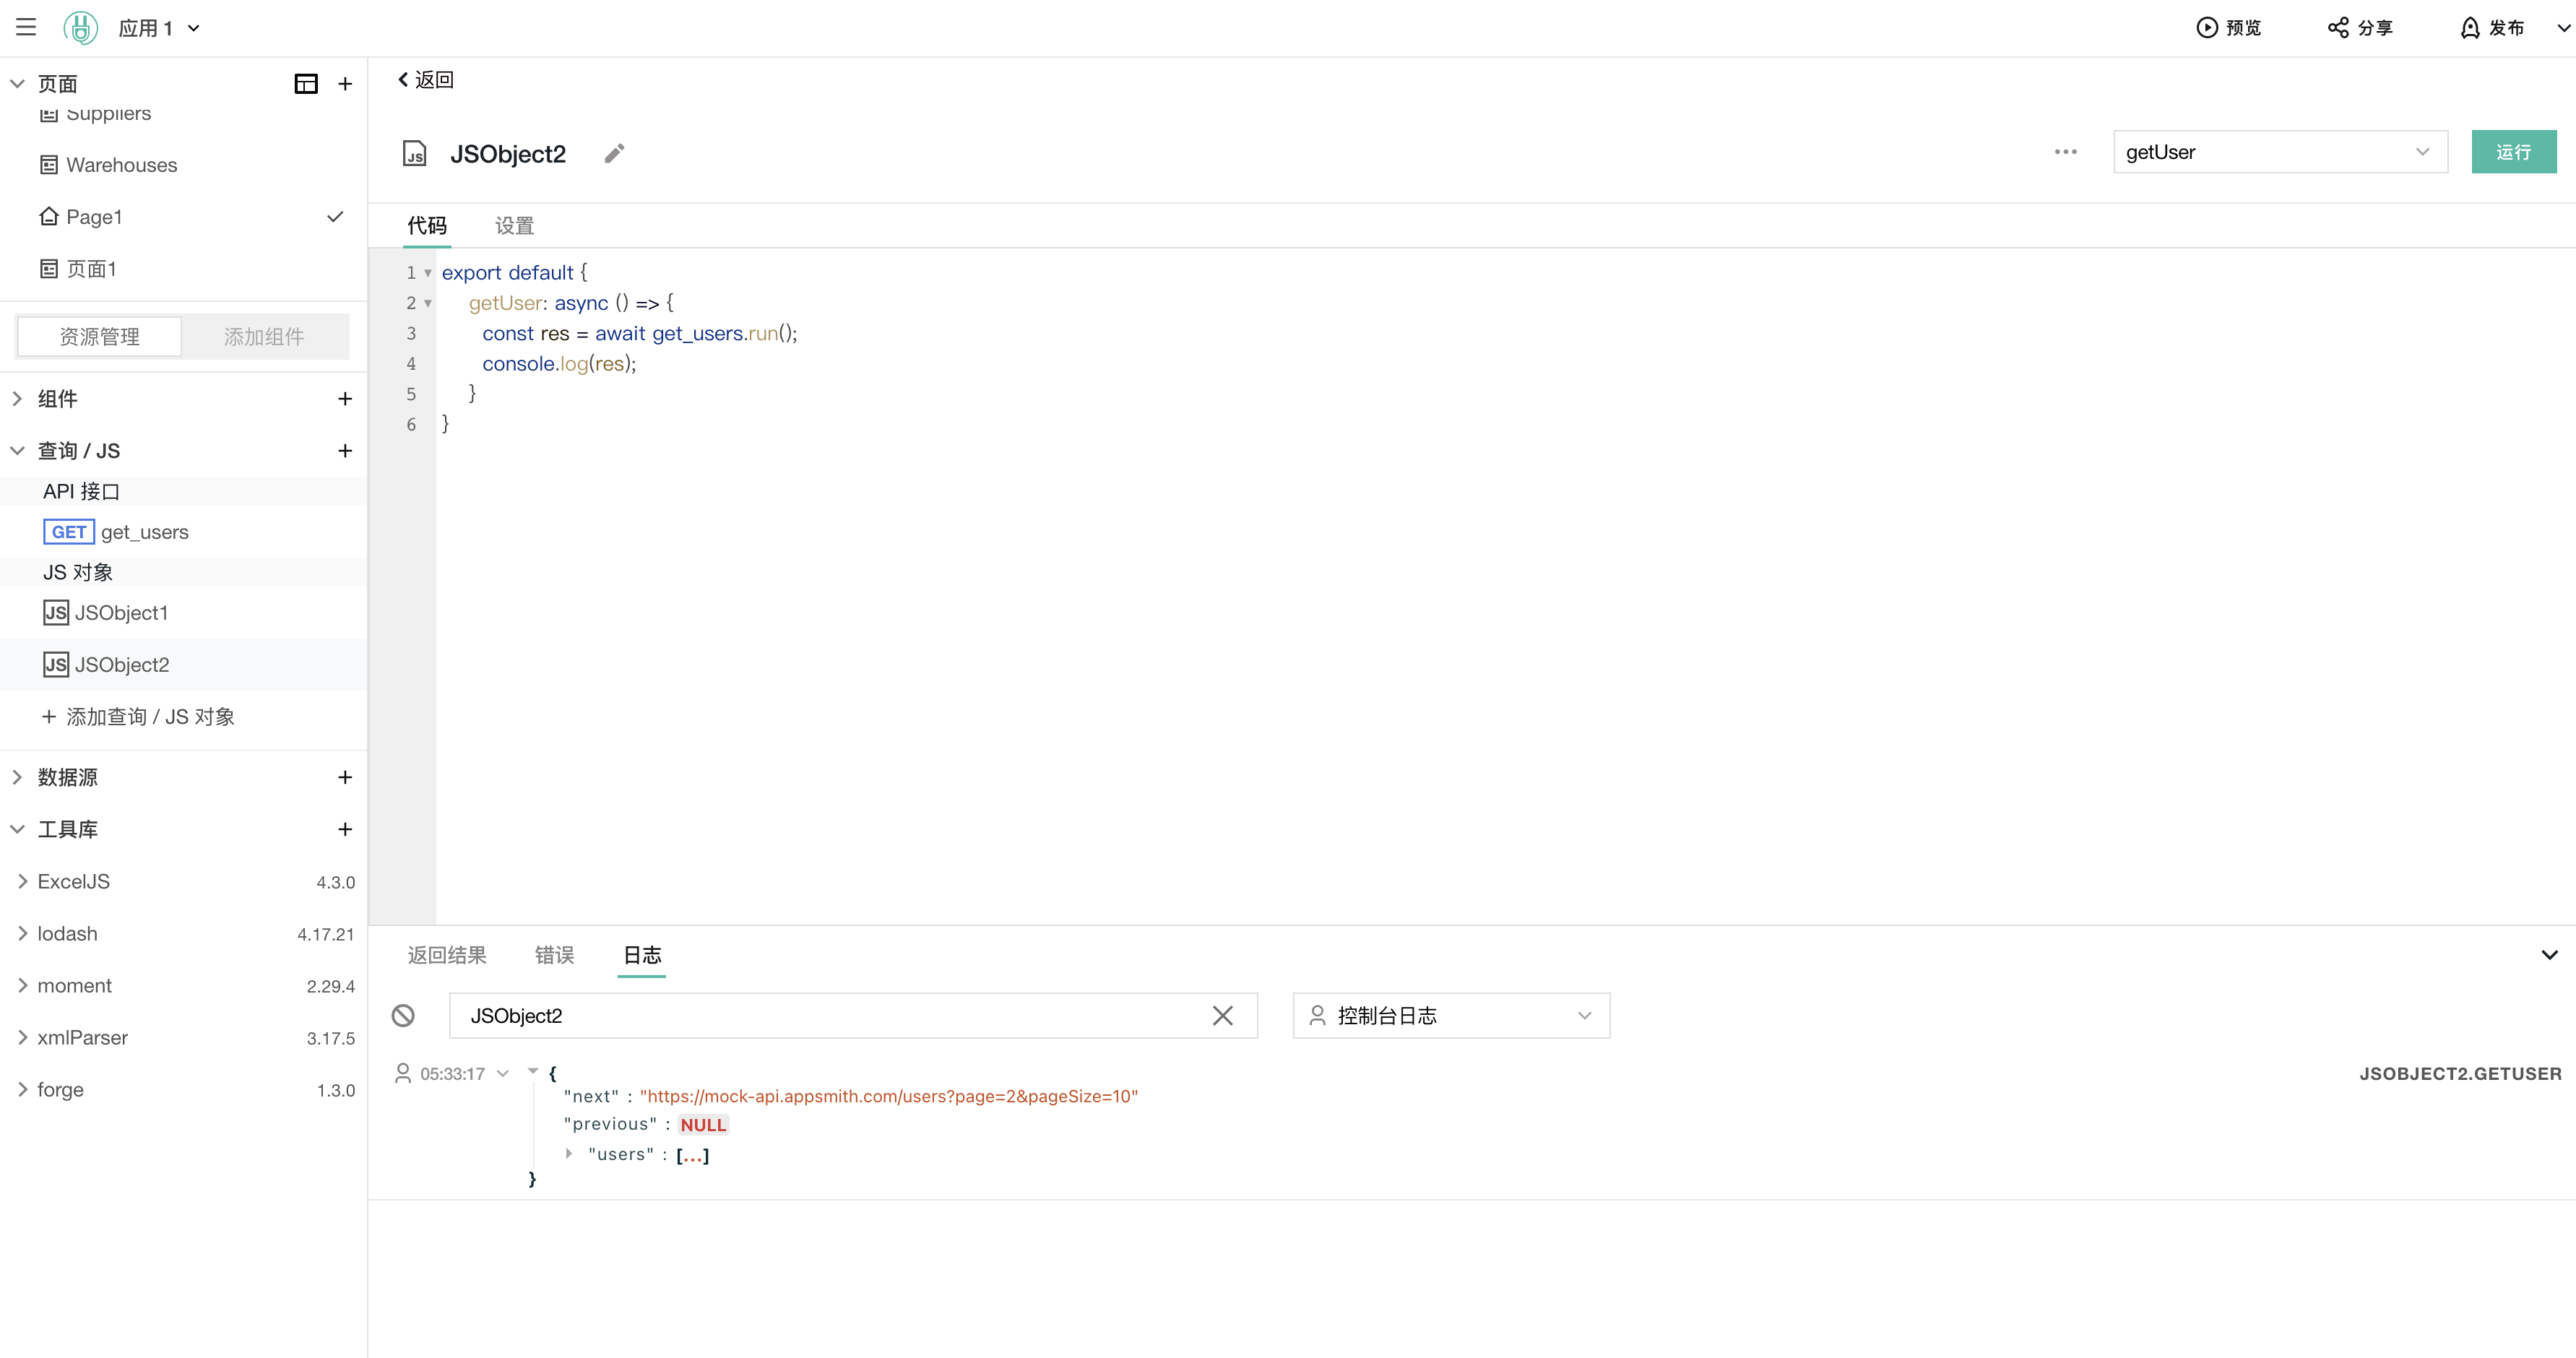 应用 1
预览
分享
发布
页面
Suppliers
Warehouses
Page1
页面1
资源管理
添加组件
组件
查询 / JS
API 接口
GET get_users
JS 对象
JS JSObject1
JS JSObject2
添加查询 / JS 对象
数据源
工具库
ExcelJS 4.3.0
lodash 4.17.21
moment 2.29.4
xmlParser 3.17.5
forge 1.3.0
返回
JS JSObject2
getUser
运行
代码 设置
1 export default {
2 getUser: async () => {
3 const res = await get_users.run();
4 console.log(res);
5 }
6 }
返回结果 错误 日志
JSObject2
控制台日志
05:33:17 {
"next" : "https://mock-api.appsmith.com/users?page=2&pageSize=10"
"previous" : NULL
"users" : [...]
}
JSOBJECT2.GETUSER